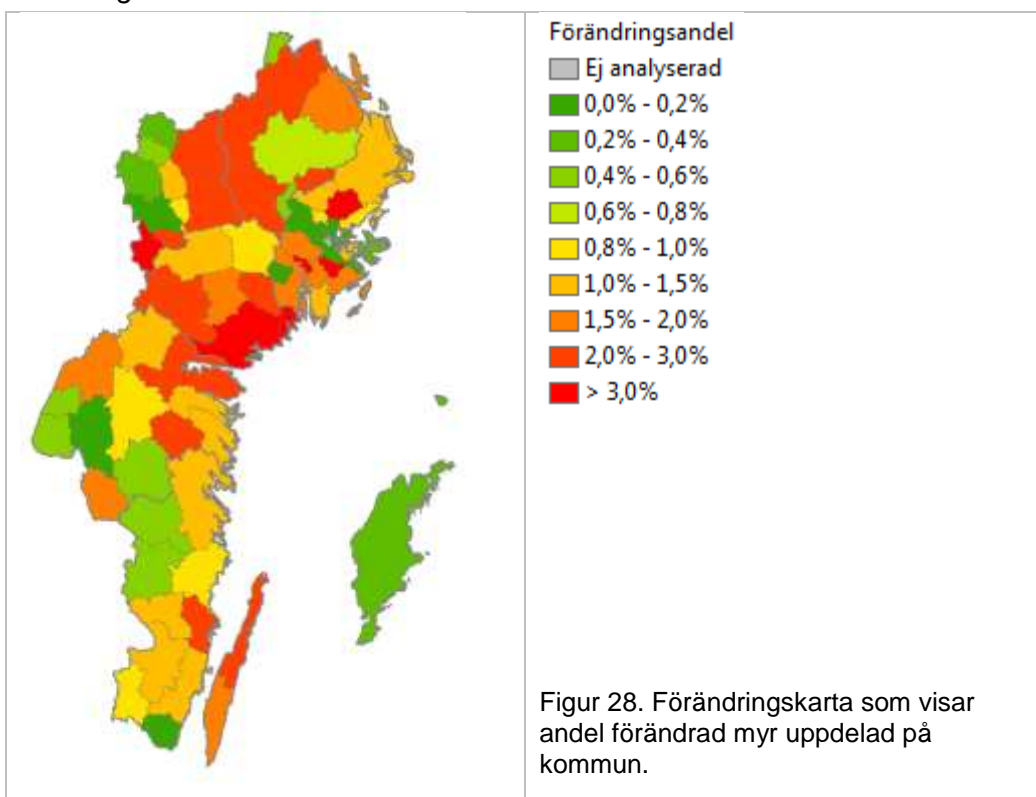 Förändringsandel
Ej analyserad
0,0% - 0,2%
0,2% - 0,4%
0,4% - 0,6%
0,6% - 0,8%
0,8% - 1,0%
1,0% - 1,5%
1,5% - 2,0%
2,0% - 3,0%
> 3,0%
Figur 28. Förändringskarta som visar
andel förändrad myr uppdelad på
kommun.